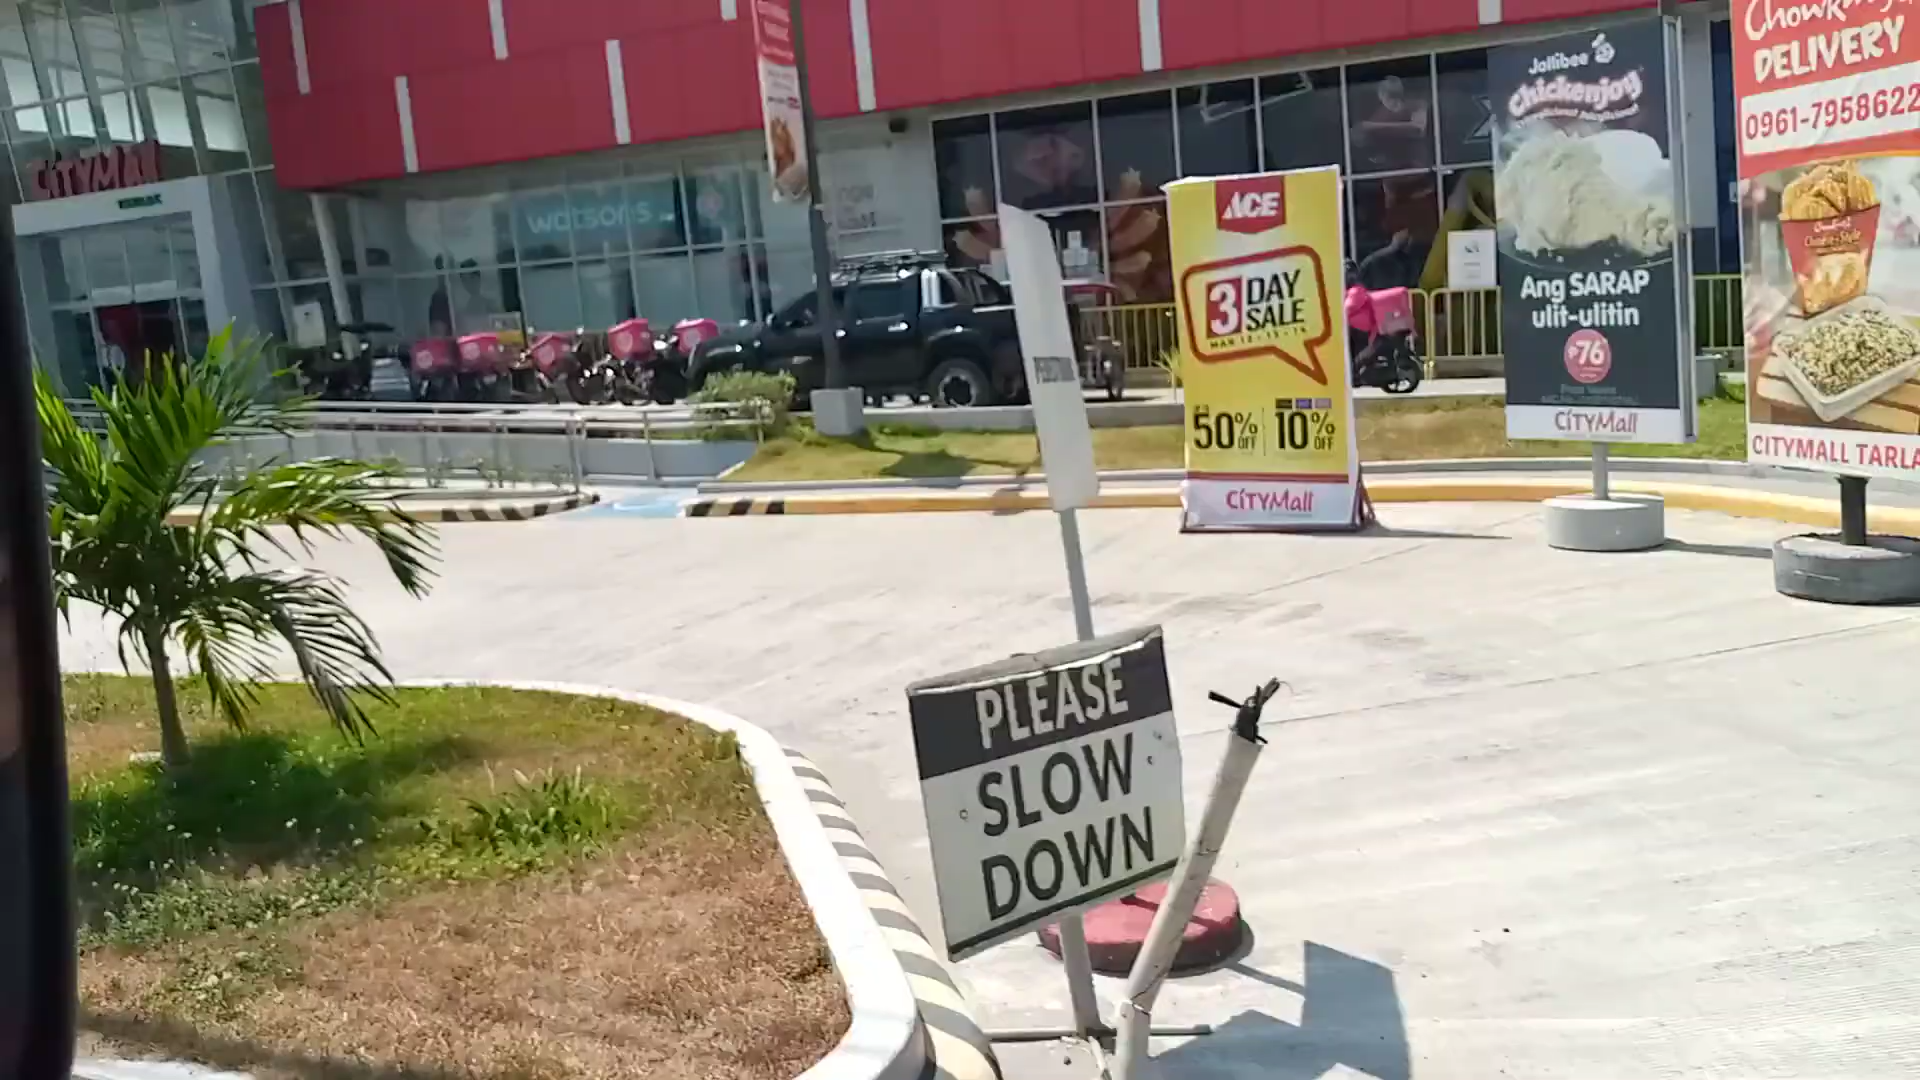 CITYMALL
watsons
ACE
3 DAY
SALE
50% OFF
10% OFF
CITYMall
Jollibee
Chickenjoy
Ang SARAP
ulit-ulitin
₱76
CITYMall
Chowking
DELIVERY
0961-7958622
CITYMALL TARLA
PLEASE
SLOW
DOWN